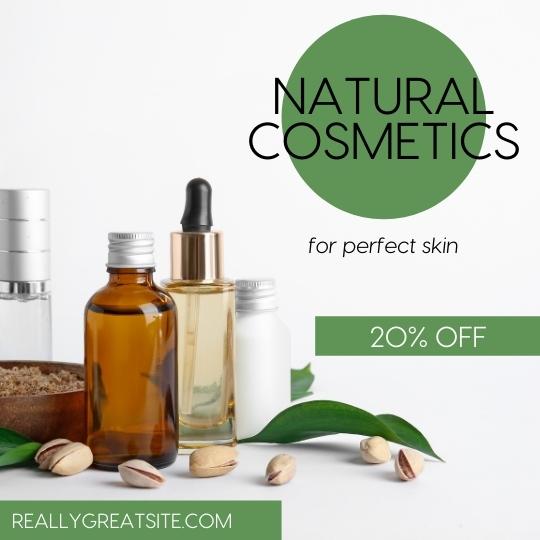 NATURAL
COSMETICS
for perfect skin
20% OFF
REALLYGREATSITE.COM